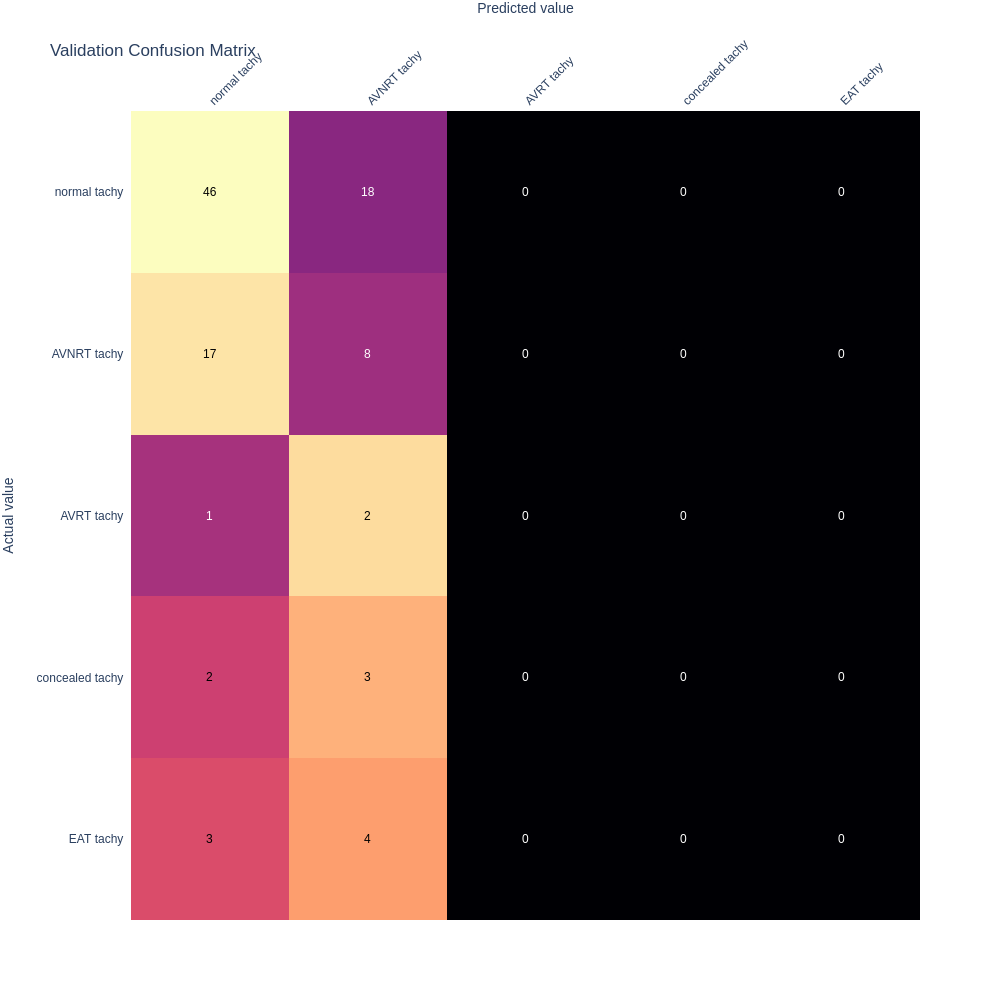 Predicted value
Validation Confusion Matrix
normal tachy AVNRT tachy AVRT tachy concealed tachy EAT tachy
normal tachy 46 18 0 0 0
AVNRT tachy 17 8 0 0 0
Actual value
AVRT tachy 1 2 0 0 0
concealed tachy 2 3 0 0 0
EAT tachy 3 4 0 0 0